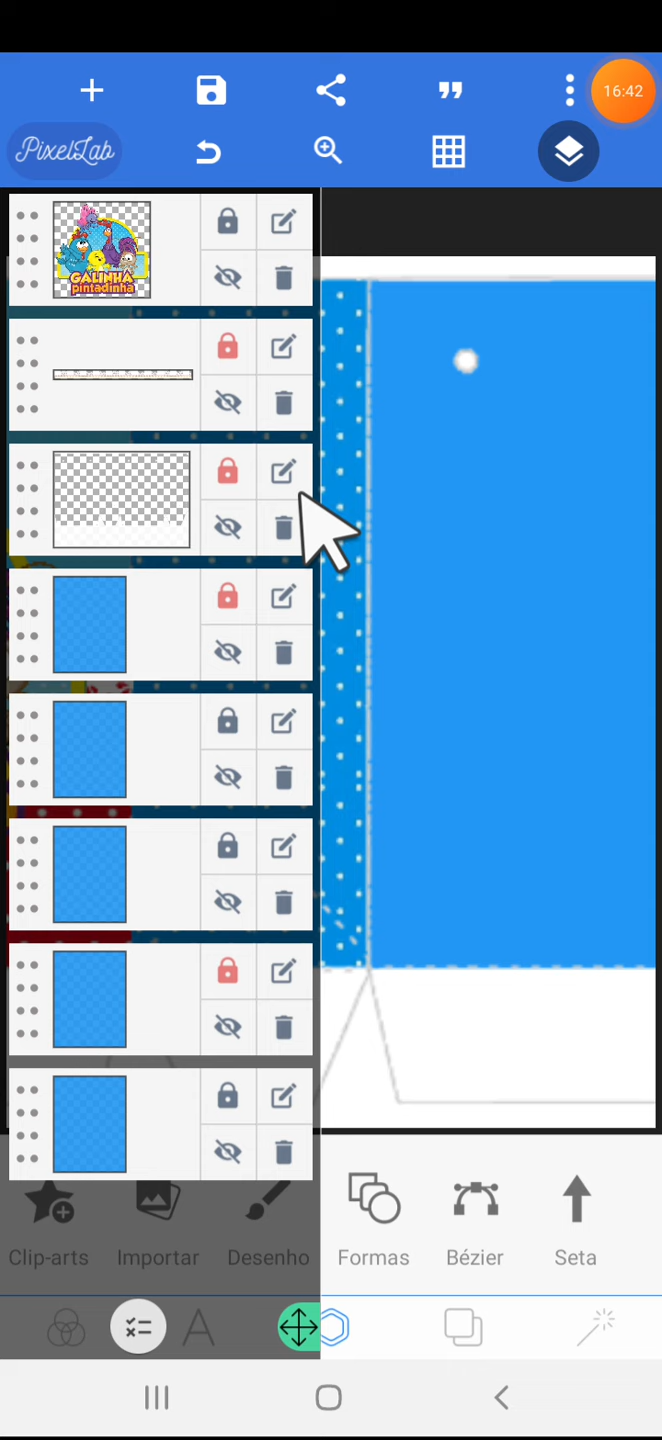 16:42
PixelLab
GALINHA
pintadinha
Clip-arts Importar Desenho Formas Bézier Seta